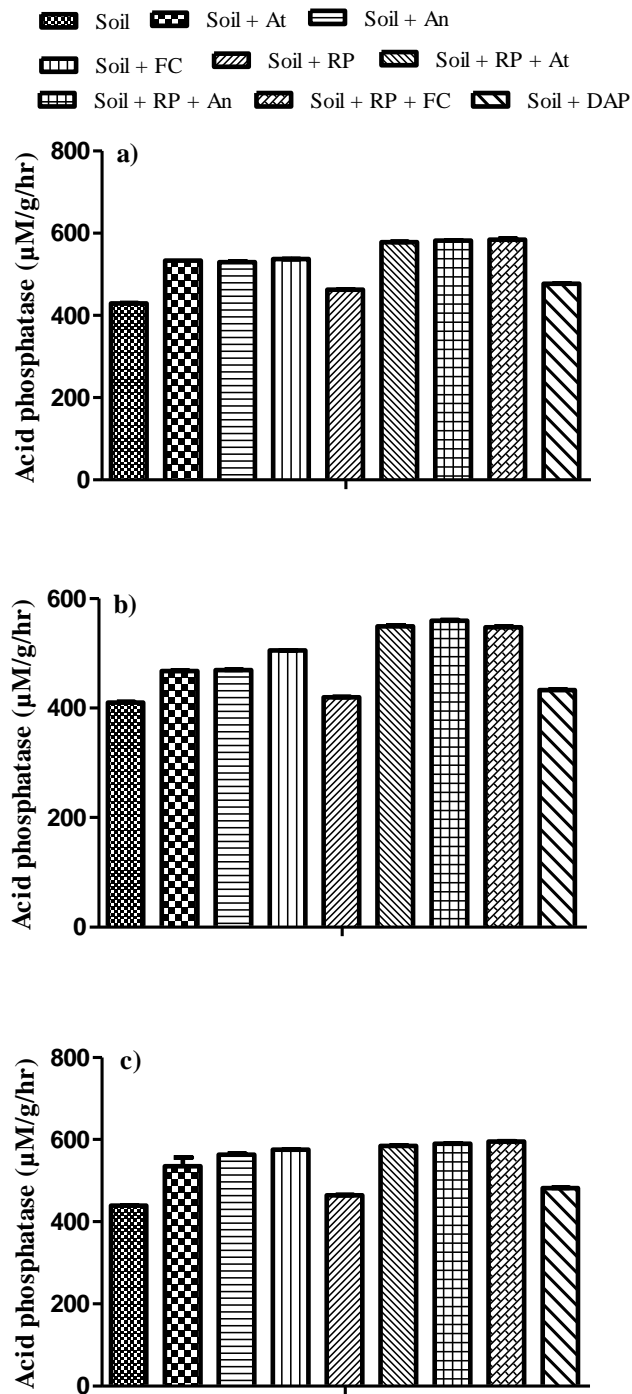 Soil Soil + At Soil + An
Soil + FC Soil + RP Soil + RP + At
Soil + RP + An Soil + RP + FC Soil + DAP
a)
Acid phosphatase (µM/g/hr)
800
600
400
200
0
b)
Acid phosphatase (µM/g/hr)
600
400
200
0
c)
Acid phosphatase (µM/g/hr)
800
600
400
200
0